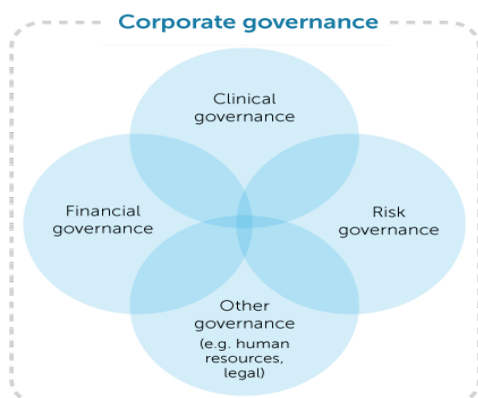 Corporate governance
Clinical
governance
Financial
governance
Risk
governance
Other
governance
(e.g. human
resources,
legal)